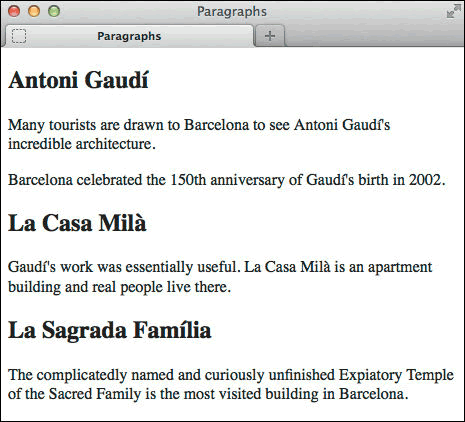 Paragraphs
Paragraphs
Antoni Gaudí
Many tourists are drawn to Barcelona to see Antoni Gaudí's
incredible architecture.
Barcelona celebrated the 150th anniversary of Gaudí's birth in 2002.
La Casa Milà
Gaudí's work was essentially useful. La Casa Milà is an apartment
building and real people live there.
La Sagrada Família
The complicatedly named and curiously unfinished Expiatory Temple
of the Sacred Family is the most visited building in Barcelona.